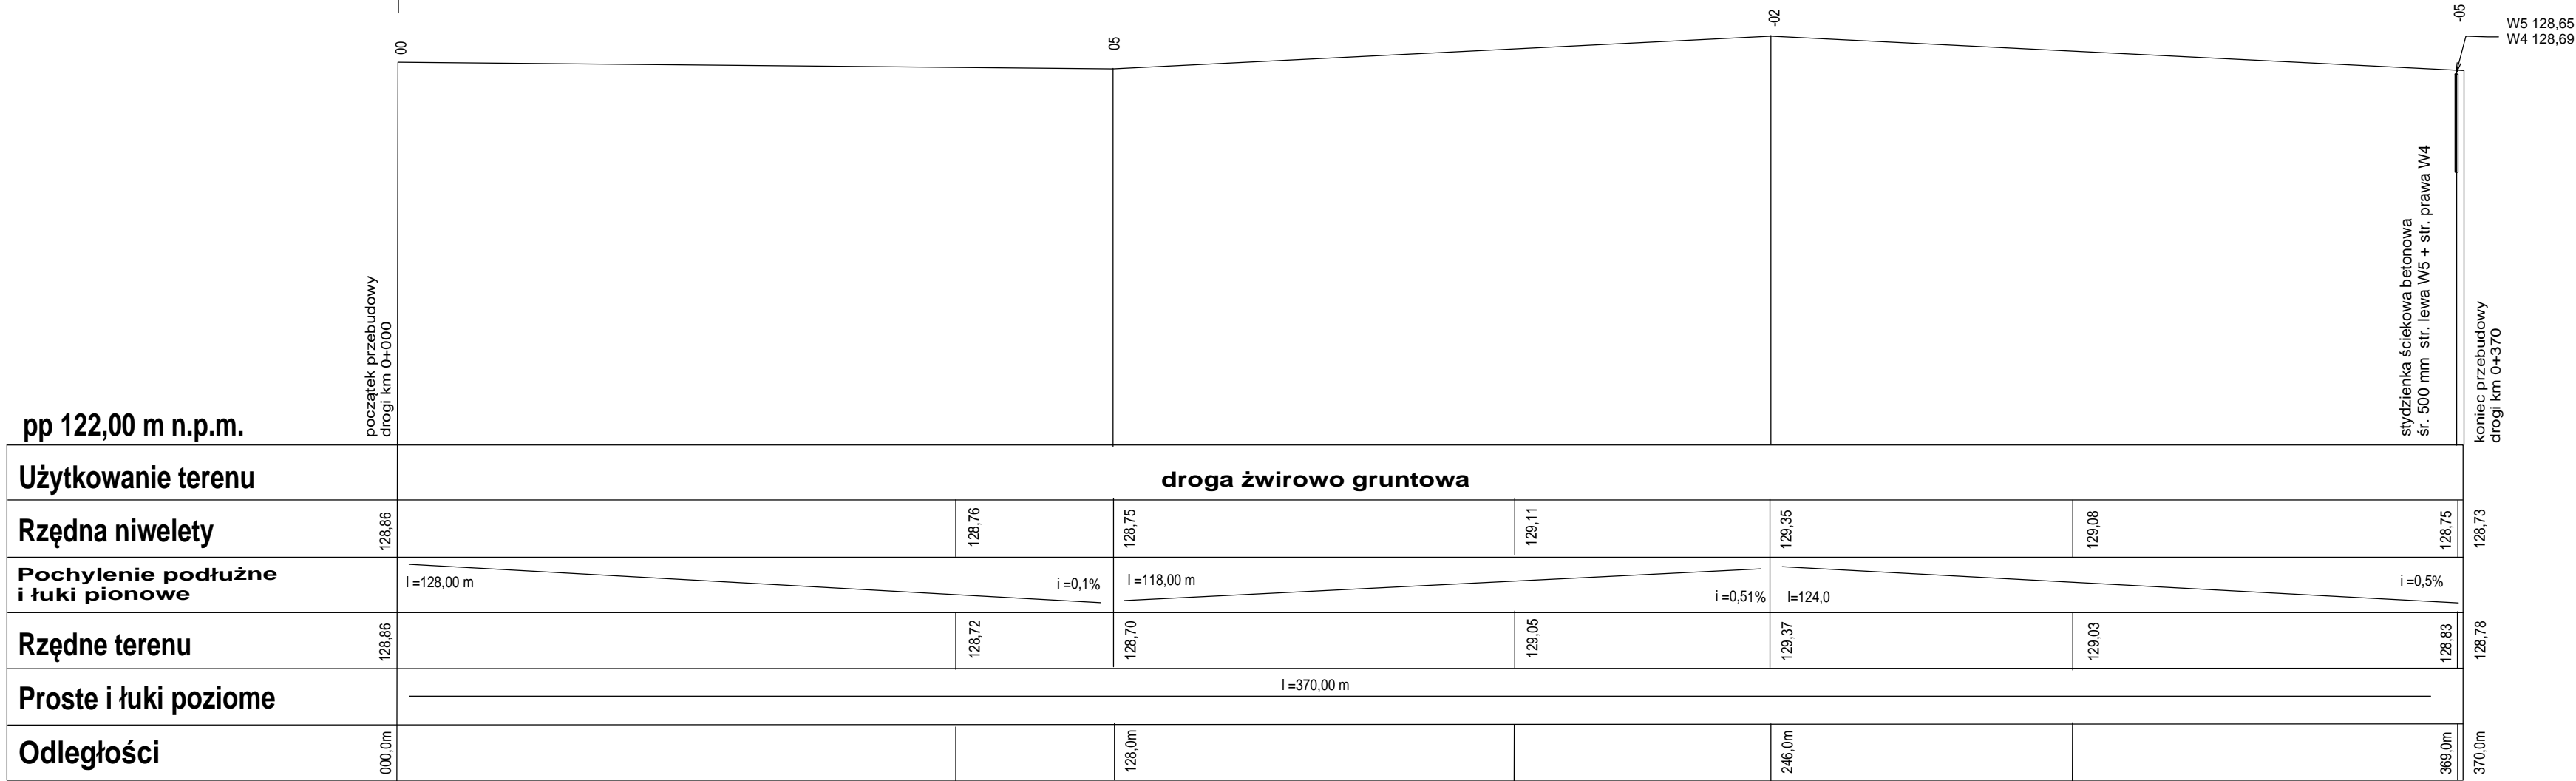 00
05
-02
-05
W5 128,65
W4 128,69
początek przebudowy
drogi km 0+000
stydzienka ściekowa betonowa
śr. 500 mm str. lewa W5 + str. prawa W4
koniec przebudowy
drogi km 0+370
pp 122,00 m n.p.m.
Użytkowanie terenu
droga żwirowo gruntowa
Rzędna niwelety
128,86
128,76
128,75
129,11
129,35
129,08
128,75
128,73
Pochylenie podłużne
i łuki pionowe
l =128,00 m
i =0,1%
l =118,00 m
i =0,51%
l=124,0
i =0,5%
Rzędne terenu
128,86
128,72
128,70
129,05
129,37
129,03
128,83
128,78
Proste i łuki poziome
l =370,00 m
Odległości
000,0m
128,0m
246,0m
369,0m
370,0m